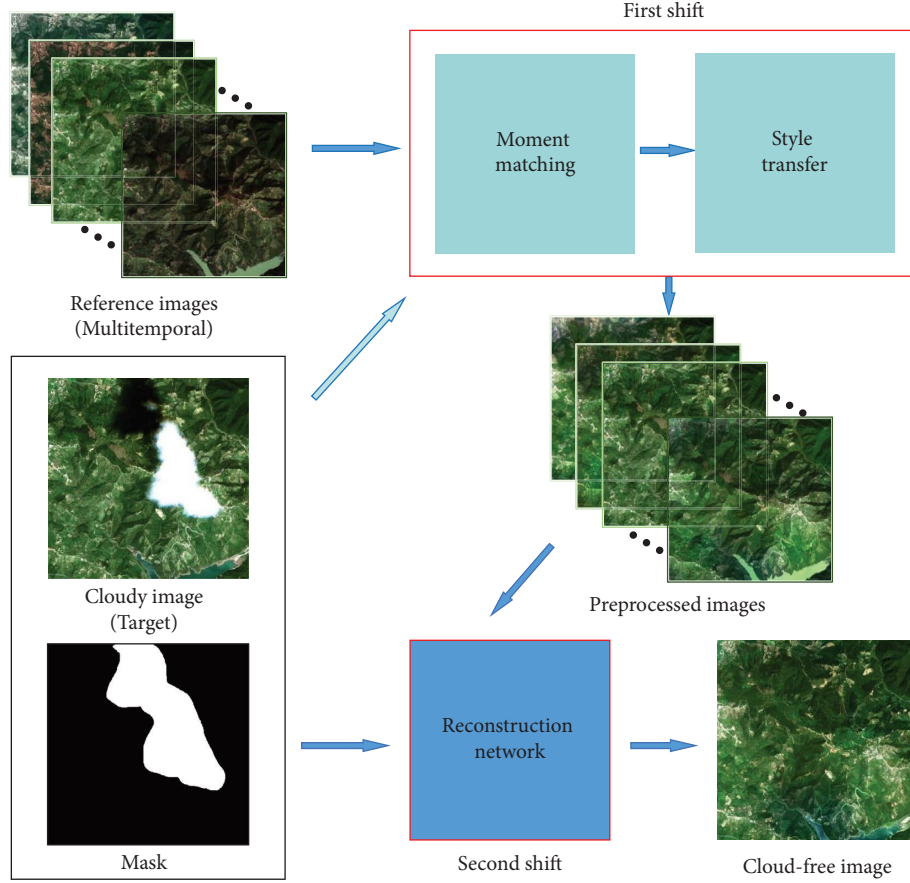 First shift
Moment
matching
Style
transfer
Reference images
(Multitemporal)
Cloudy image
(Target)
Preprocessed images
Reconstruction
network
Mask
Second shift
Cloud-free image